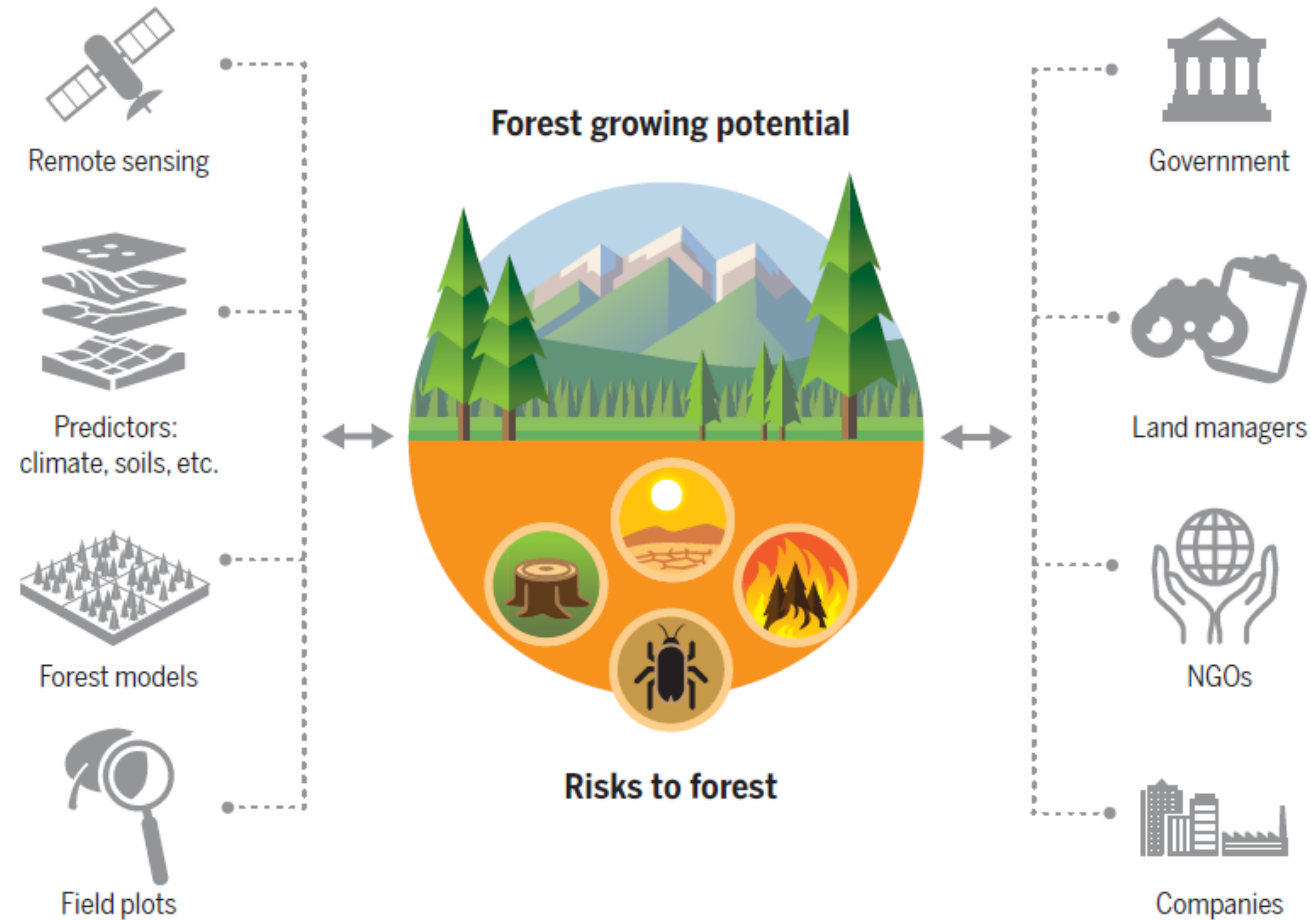 Remote sensing
Predictors:
climate, soils, etc.
Forest models
Field plots
Forest growing potential
Risks to forest
Government
Land managers
NGOs
Companies